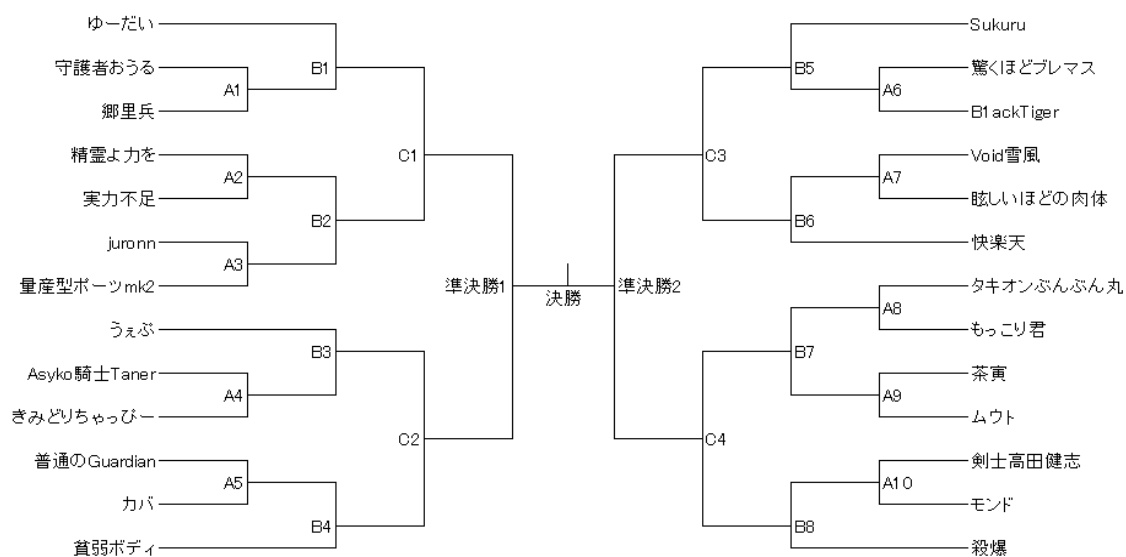 ゆーだい
守護者おうる
郷里兵
精霊よ力を
実力不足
juronn
量産型ポーツmk2
うぇぷ
Asyko騎士Taner
きみどりちゃっぴー
普通のGuardian
カバ
貧弱ボディ
A1
A2
A3
A4
A5
B1
B2
B3
B4
C1
C2
準決勝1
決勝
準決勝2
C3
C4
B5
B6
B7
B8
A6
A7
A8
A9
A10
Sukuru
驚くほどブレマス
B1ackTiger
Void雪風
眩しいほどの肉体
快楽天
タキオンぶんぶん丸
もっこり君
茶寅
ムウト
剣士高田健志
モンド
殺爆